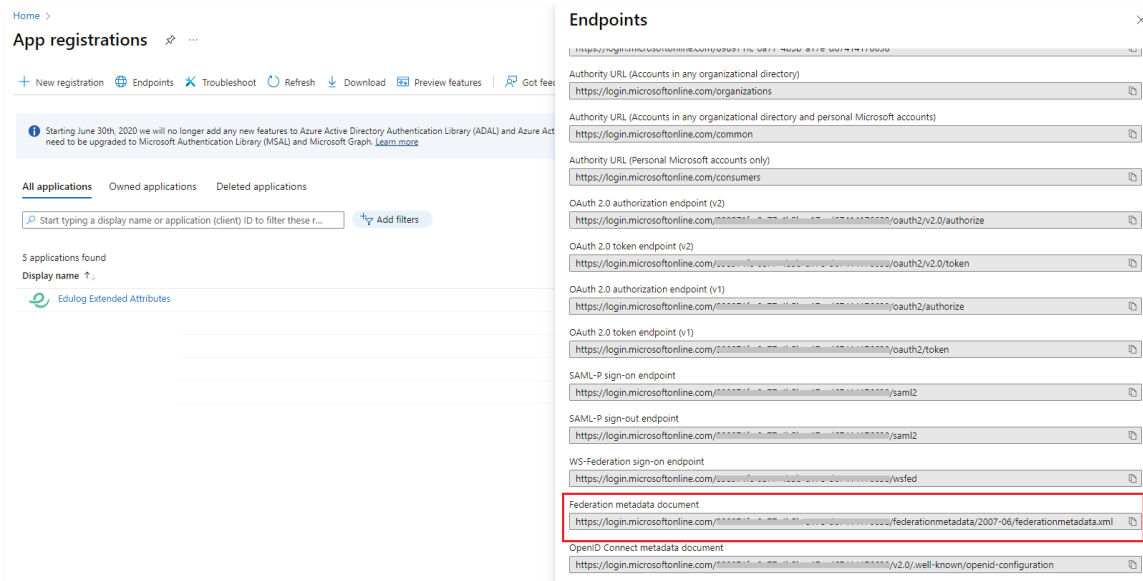 Home >
App registrations
...
New registration Endpoints Troubleshoot Refresh Download Preview features Got
Starting June 30th, 2020 we will no longer add any new features to Azure Active Directory Authentication Library (ADAL) and Azure
need to be upgraded to Microsoft Authentication Library (MSAL) and Microsoft Graph. Learn more
All applications Owned applications Deleted applications
Start typing a display name or application (client) ID to filter these r...
Add filters
5 applications found
Display name ↑↓
Edulog Extended Attributes
Endpoints
Authority URL (Accounts in any organizational directory)
https://login.microsoftonline.com/organizations
Authority URL (Accounts in any organizational directory and personal Microsoft accounts)
https://login.microsoftonline.com/common
Authority URL (Personal Microsoft accounts only)
https://login.microsoftonline.com/consumers
OAuth 2.0 authorization endpoint (v2)
https://login.microsoftonline.com/ /oauth2/v2.0/authorize
OAuth 2.0 token endpoint (v2)
https://login.microsoftonline.com/ /oauth2/v2.0/token
OAuth 2.0 authorization endpoint (v1)
https://login.microsoftonline.com/ /oauth2/authorize
OAuth 2.0 token endpoint (v1)
https://login.microsoftonline.com/ /oauth2/token
SAML-P sign-on endpoint
https://login.microsoftonline.com/ /saml2
SAML-P sign-out endpoint
https://login.microsoftonline.com/ /saml2
WS-Federation sign-on endpoint
https://login.microsoftonline.com/ /wsfed
Federation metadata document
https://login.microsoftonline.com/ /federationmetadata/2007-06/federationmetadata.xml
OpenID Connect metadata document
https://login.microsoftonline.com/ /v2.0/.well-known/openid-configuration